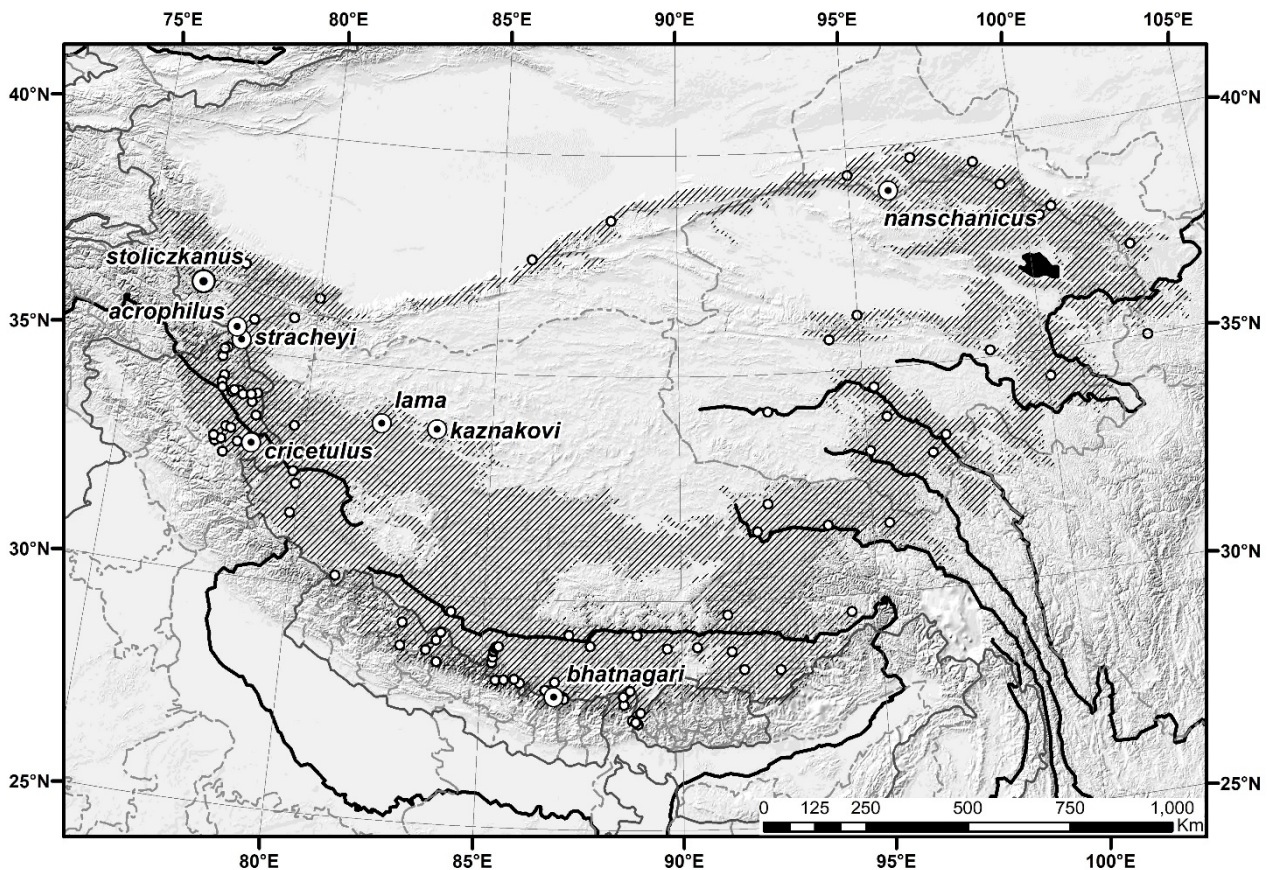 75°E 80°E 85°E 90°E 95°E 100°E 105°E
40°N 40°N
nanschanicus
stoliczkanus
acrophilus
35°N 35°N
stracheyi
lama
kaznakovi
cricetulus
30°N 30°N
bhatnagari
25°N 25°N
0 125 250 500 750 1,000
Km
80°E 85°E 90°E 95°E 100°E